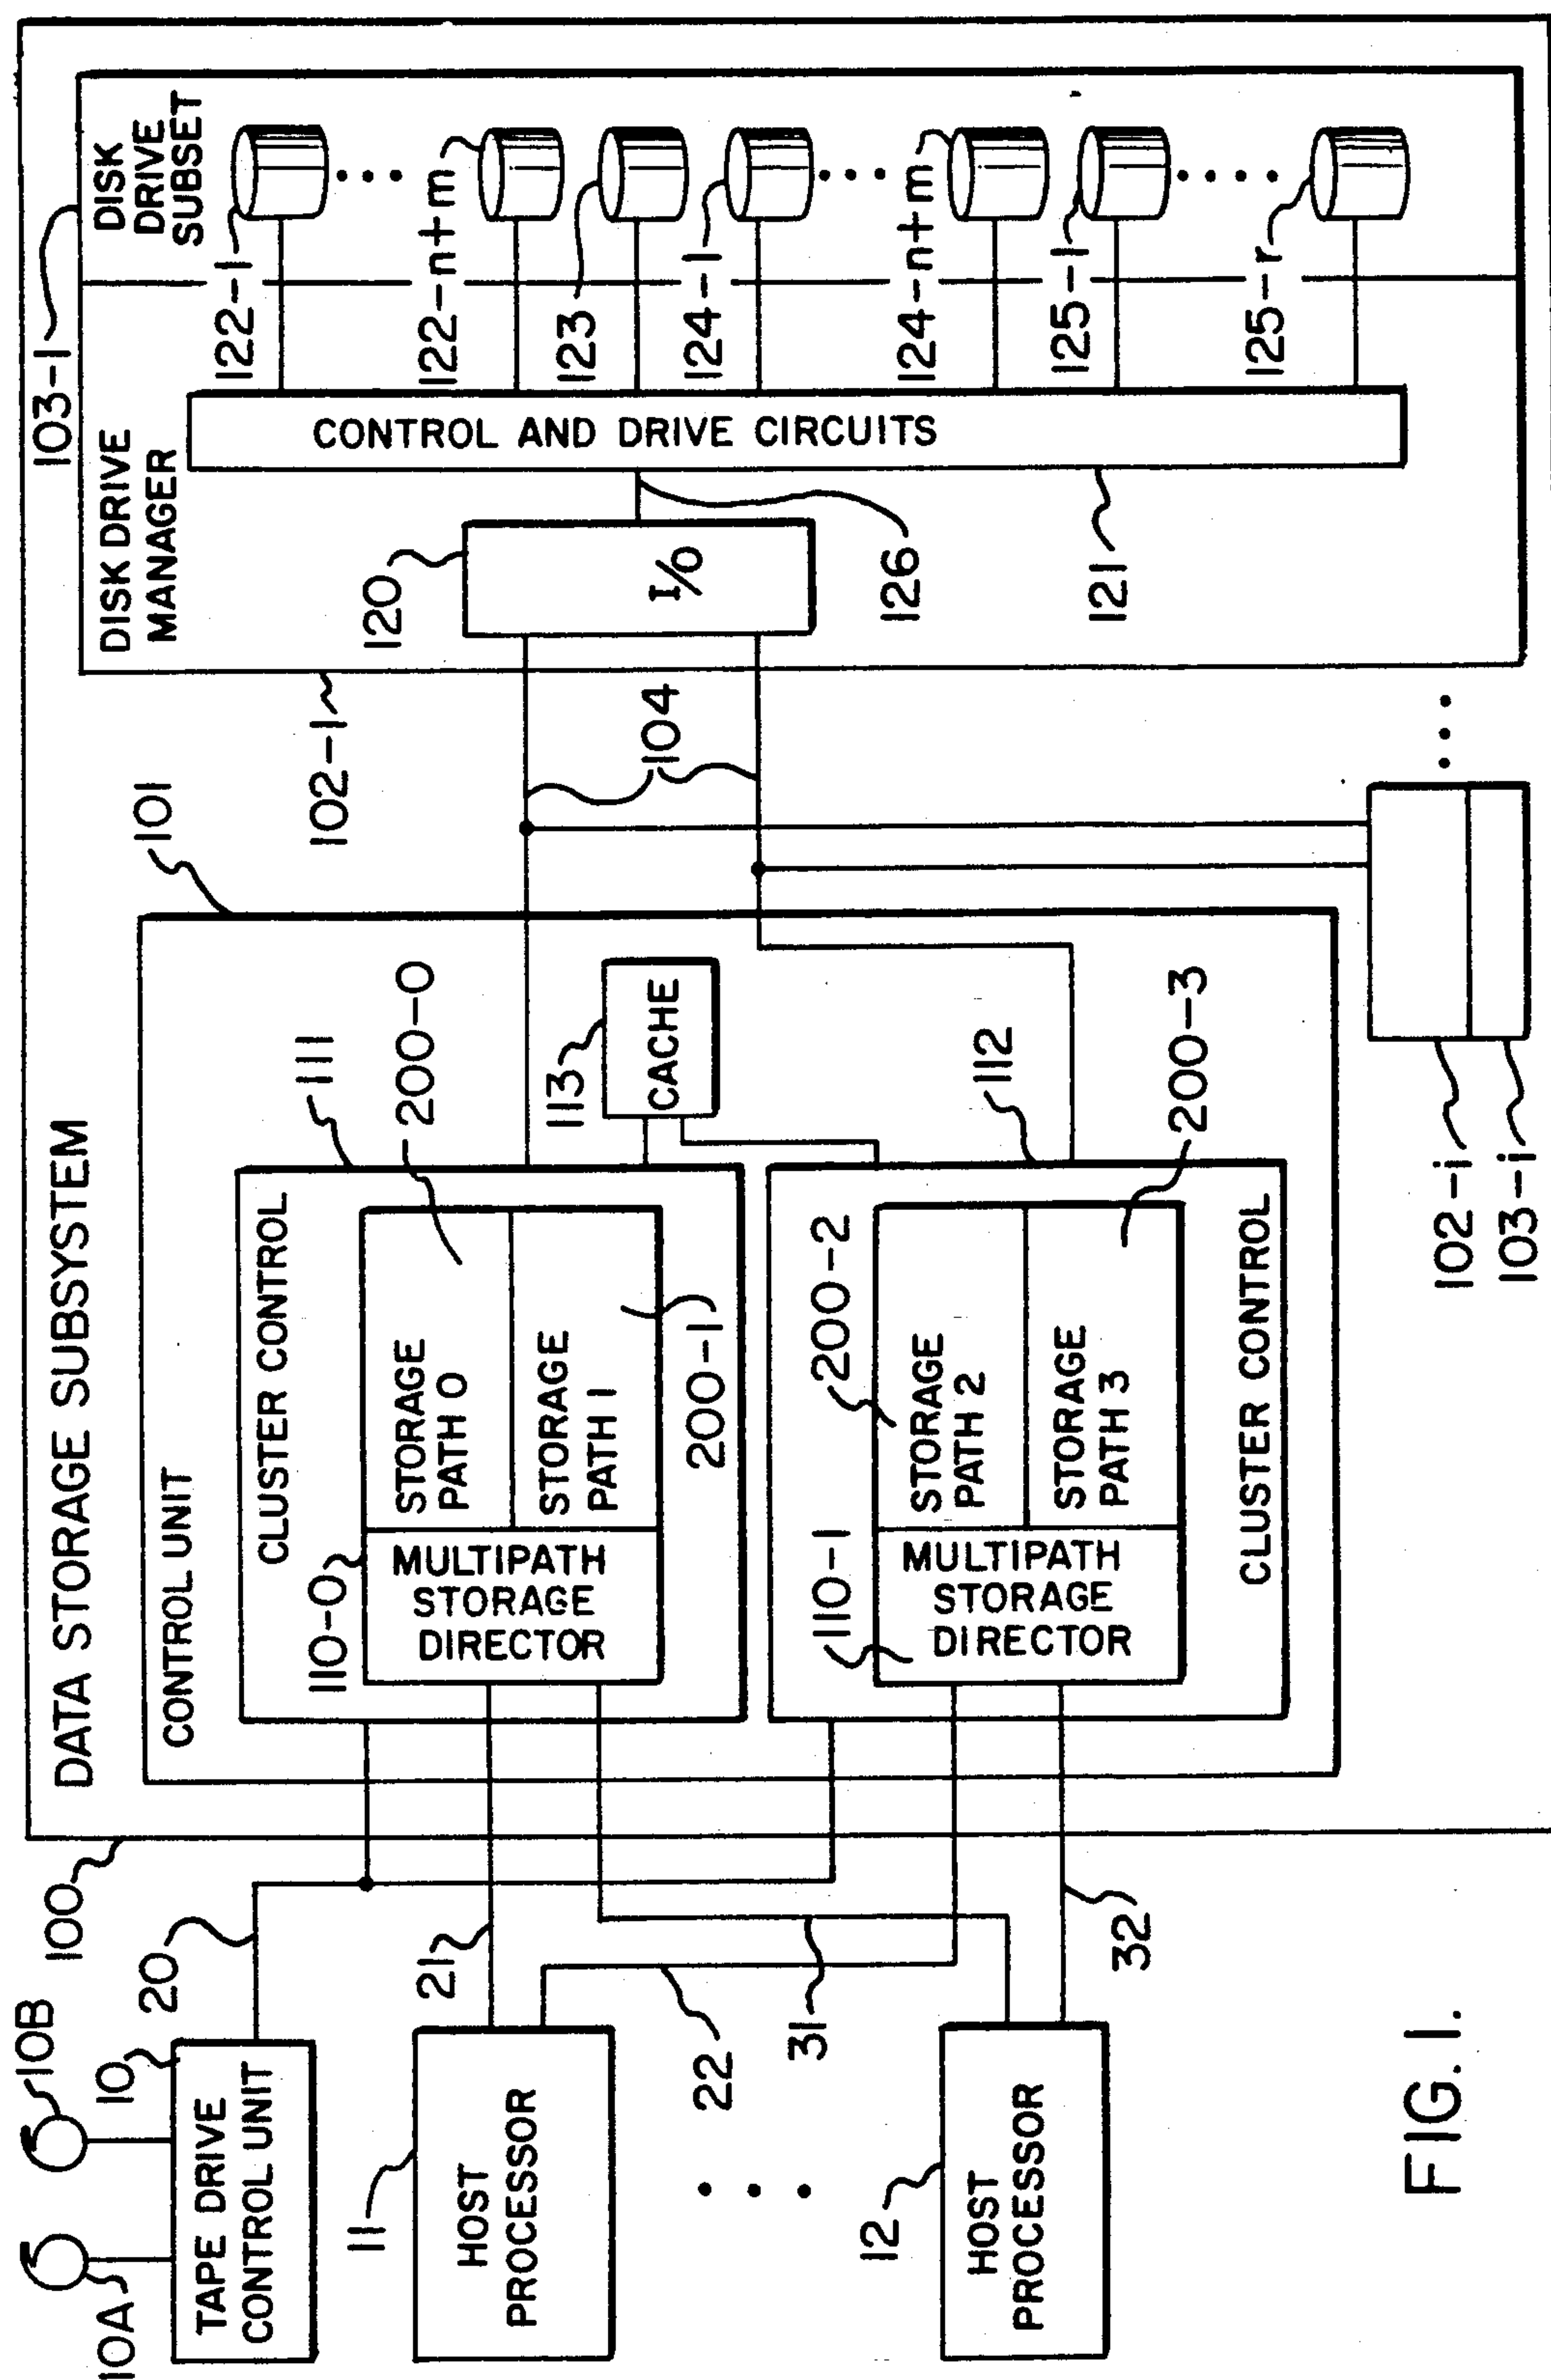 DATA STORAGE SUBSYSTEM
100
CONTROL UNIT
101
CLUSTER CONTROL
111
110-0
MULTIPATH
STORAGE
DIRECTOR
STORAGE
PATH 0
200-0
STORAGE
PATH 1
200-1
113
CACHE
110-1
MULTIPATH
STORAGE
DIRECTOR
200-2
STORAGE
PATH 2
STORAGE
PATH 3
200-3
112
CLUSTER CONTROL
10A
10B
10
20
TAPE DRIVE
CONTROL UNIT
11
HOST
PROCESSOR
21
22
31
32
12
HOST
PROCESSOR
102-1
103-1
DISK DRIVE
MANAGER
DISK
DRIVE
SUBSET
104
120
I/O
126
121
CONTROL AND DRIVE CIRCUITS
122-1
122-n+m
123
124-1
124-n+m
125-1
125-r
102-i
103-i
FIG. 1.